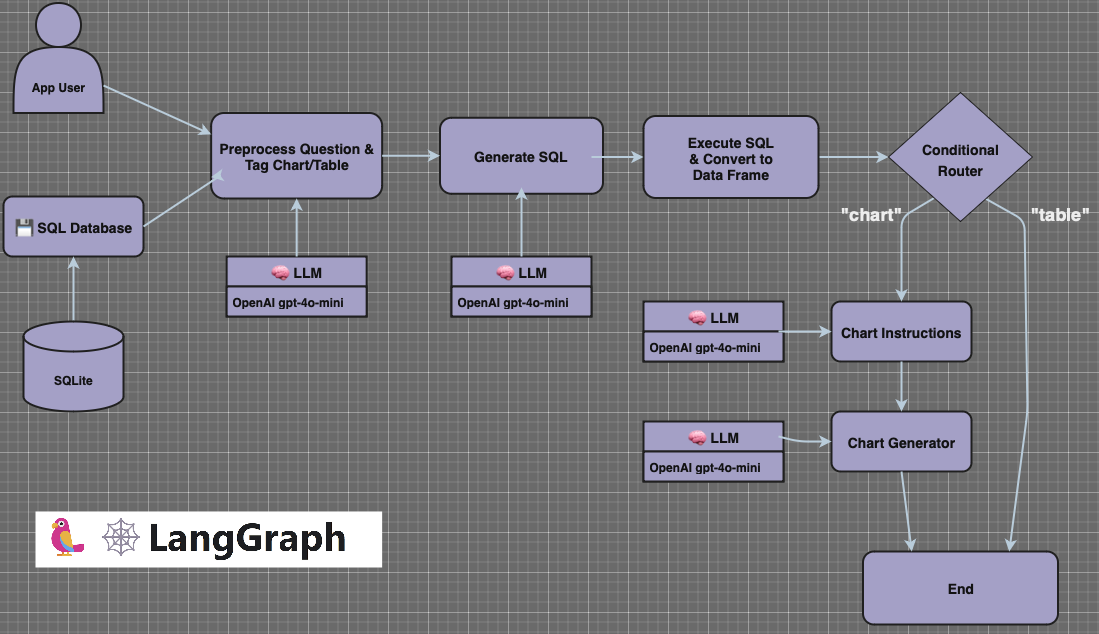 App User
Preprocess Question &
Tag Chart/Table
Generate SQL
Execute SQL
& Convert to
Data Frame
Conditional
Router
"chart"
"table"
SQL Database
LLM
OpenAI gpt-4o-mini
LLM
OpenAI gpt-4o-mini
SQLite
LLM
OpenAI gpt-4o-mini
Chart Instructions
LLM
OpenAI gpt-4o-mini
Chart Generator
LangGraph
End